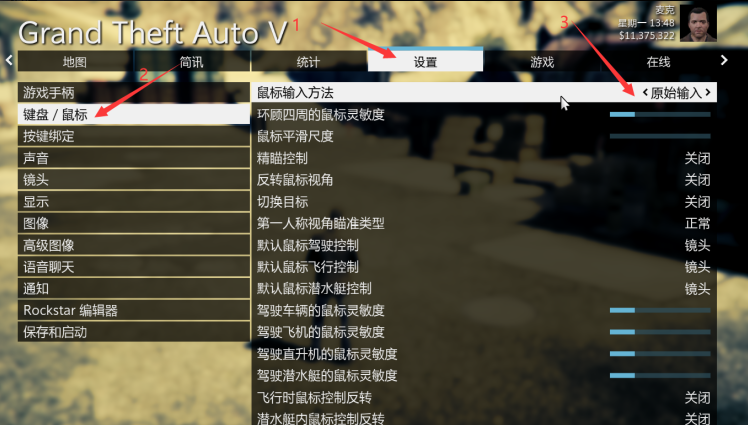 Grand Theft Auto V
1
麦克
星期一 13:48
$11,375,322
3
地图 简讯 统计 设置 游戏 在线
2
游戏手柄
键盘 / 鼠标
按键绑定
声音
镜头
显示
图像
高级图像
语音聊天
通知
Rockstar 编辑器
保存和启动
鼠标输入方法 原始输入
环顾四周的鼠标灵敏度
鼠标平滑尺度
精瞄控制 关闭
反转鼠标视角 关闭
切换目标 关闭
第一人称视角瞄准类型 正常
默认鼠标驾驶控制 镜头
默认鼠标飞行控制 镜头
默认鼠标潜水艇控制 镜头
驾驶车辆的鼠标灵敏度
驾驶飞机的鼠标灵敏度
驾驶直升机的鼠标灵敏度
驾驶潜水艇的鼠标灵敏度
飞行时鼠标控制反转 关闭
潜水艇内鼠标控制反转 关闭